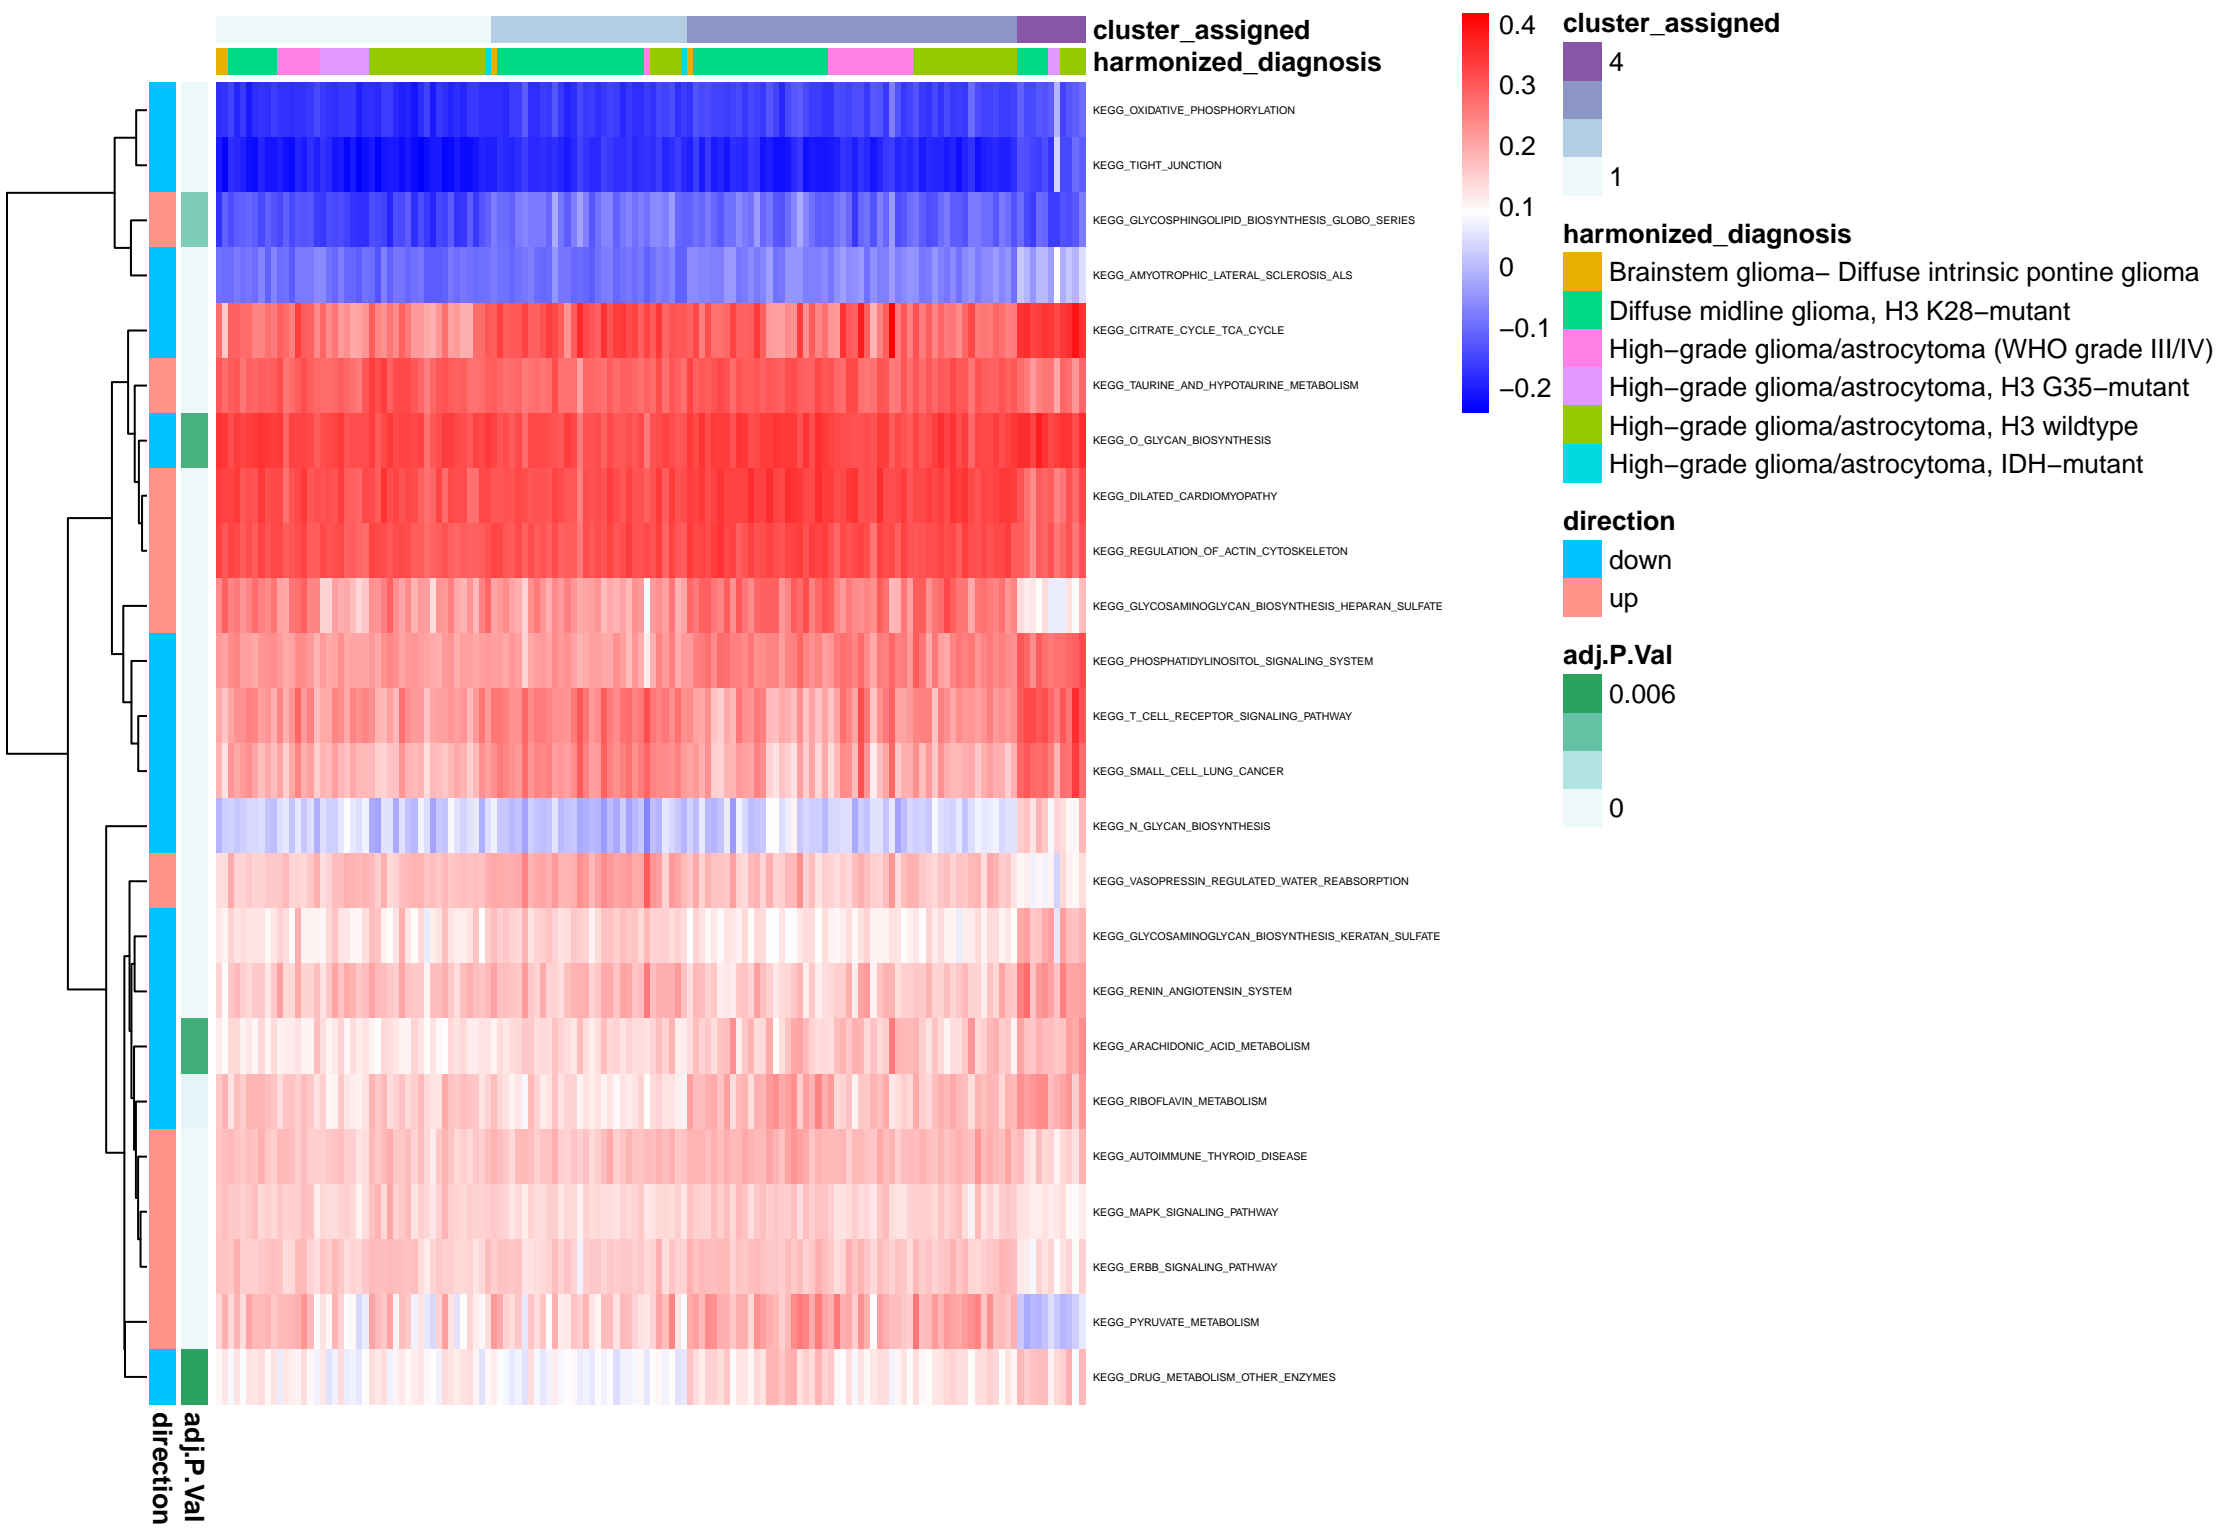 cluster_assigned
harmonized_diagnosis
KEGG_OXIDATIVE_PHOSPHORYLATION
KEGG_TIGHT_JUNCTION
KEGG_GLYCOSPHINGOLIPID_BIOSYNTHESIS_GLOBO_SERIES
KEGG_AMYOTROPHIC_LATERAL_SCLEROSIS_ALS
KEGG_CITRATE_CYCLE_TCA_CYCLE
KEGG_TAURINE_AND_HYPOTAURINE_METABOLISM
KEGG_O_GLYCAN_BIOSYNTHESIS
KEGG_DILATED_CARDIOMYOPATHY
KEGG_REGULATION_OF_ACTIN_CYTOSKELETON
KEGG_GLYCOSAMINOGLYCAN_BIOSYNTHESIS_HEPARAN_SULFATE
KEGG_PHOSPHATIDYLINOSITOL_SIGNALING_SYSTEM
KEGG_T_CELL_RECEPTOR_SIGNALING_PATHWAY
KEGG_SMALL_CELL_LUNG_CANCER
KEGG_N_GLYCAN_BIOSYNTHESIS
KEGG_VASOPRESSIN_REGULATED_WATER_REABSORPTION
KEGG_GLYCOSAMINOGLYCAN_BIOSYNTHESIS_KERATAN_SULFATE
KEGG_RENIN_ANGIOTENSIN_SYSTEM
KEGG_ARACHIDONIC_ACID_METABOLISM
KEGG_RIBOFLAVIN_METABOLISM
KEGG_AUTOIMMUNE_THYROID_DISEASE
KEGG_MAPK_SIGNALING_PATHWAY
KEGG_ERBB_SIGNALING_PATHWAY
KEGG_PYRUVATE_METABOLISM
KEGG_DRUG_METABOLISM_OTHER_ENZYMES
direction
adj.P.Val
0.4
0.3
0.2
0.1
0
−0.1
−0.2
cluster_assigned
4
1
harmonized_diagnosis
Brainstem glioma− Diffuse intrinsic pontine glioma
Diffuse midline glioma, H3 K28−mutant
High−grade glioma/astrocytoma (WHO grade III/IV)
High−grade glioma/astrocytoma, H3 G35−mutant
High−grade glioma/astrocytoma, H3 wildtype
High−grade glioma/astrocytoma, IDH−mutant
direction
down
up
adj.P.Val
0.006
0